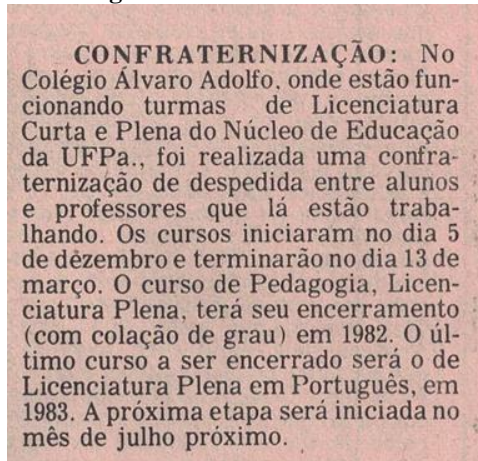 CONFRATERNIZAÇÃO: No
Colégio Álvaro Adolfo, onde estão fun-
cionando turmas de Licenciatura
Curta e Plena do Núcleo de Educação
da UFPa., foi realizada uma confra-
ternização de despedida entre alunos
e professores que lá estão traba-
lhando. Os cursos iniciaram no dia 5
de dezembro e terminarão no dia 13 de
março. O curso de Pedagogia, Licen-
ciatura Plena, terá seu encerramento
(com colação de grau) em 1982. O úl-
timo curso a ser encerrado será o de
Licenciatura Plena em Português, em
1983. A próxima etapa será iniciada no
mês de julho próximo.